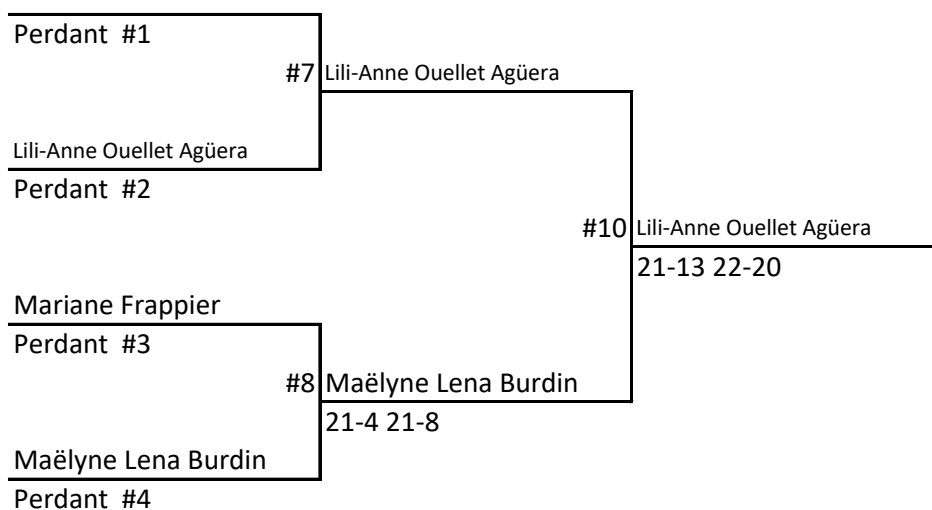 Perdant #1
#7 Lili-Anne Ouellet Agüera
Lili-Anne Ouellet Agüera
Perdant #2
#10 Lili-Anne Ouellet Agüera
21-13 22-20
Mariane Frappier
Perdant #3
#8 Maëlyne Lena Burdin
21-4 21-8
Maëlyne Lena Burdin
Perdant #4